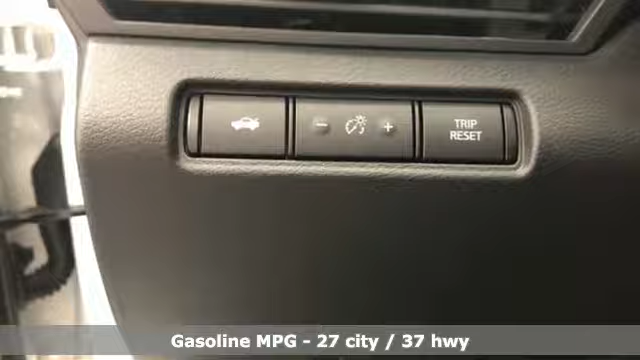 − +
TRIP
RESET
Gasoline MPG - 27 city / 37 hwy